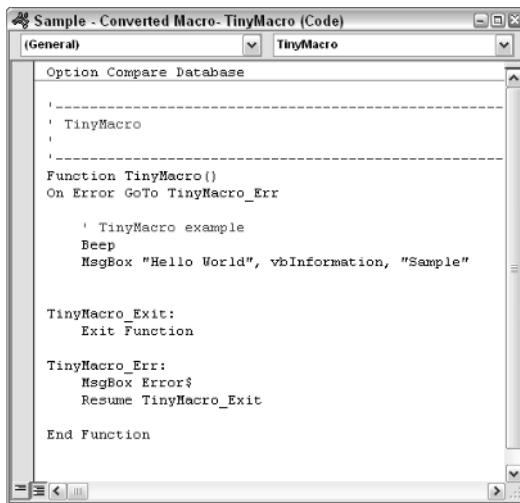 Sample - Converted Macro- TinyMacro (Code)
(General) TinyMacro
Option Compare Database
'------------------------------------------------------------
' TinyMacro
'
'------------------------------------------------------------
Function TinyMacro()
On Error GoTo TinyMacro_Err
' TinyMacro example
Beep
MsgBox "Hello World", vbInformation, "Sample"
TinyMacro_Exit:
Exit Function
TinyMacro_Err:
MsgBox Error$
Resume TinyMacro_Exit
End Function